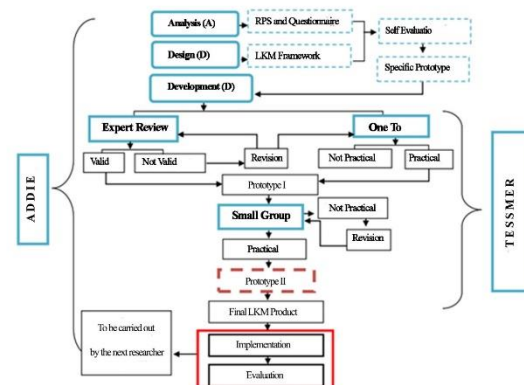 Analysis (A)
RPS and Questionnaire
Self Evaluatio
Design (D)
LKM Framework
Specific Prototype
Development (D)
Expert Review
One To
Valid
Not Valid
Revision
Not Practical
Practical
Prototype I
Small Group
Not Practical
Revision
Practical
Prototype II
Final LKM Product
To be carried out
by the next researcher
Implementation
Evaluation
ADDIE
TESSMER